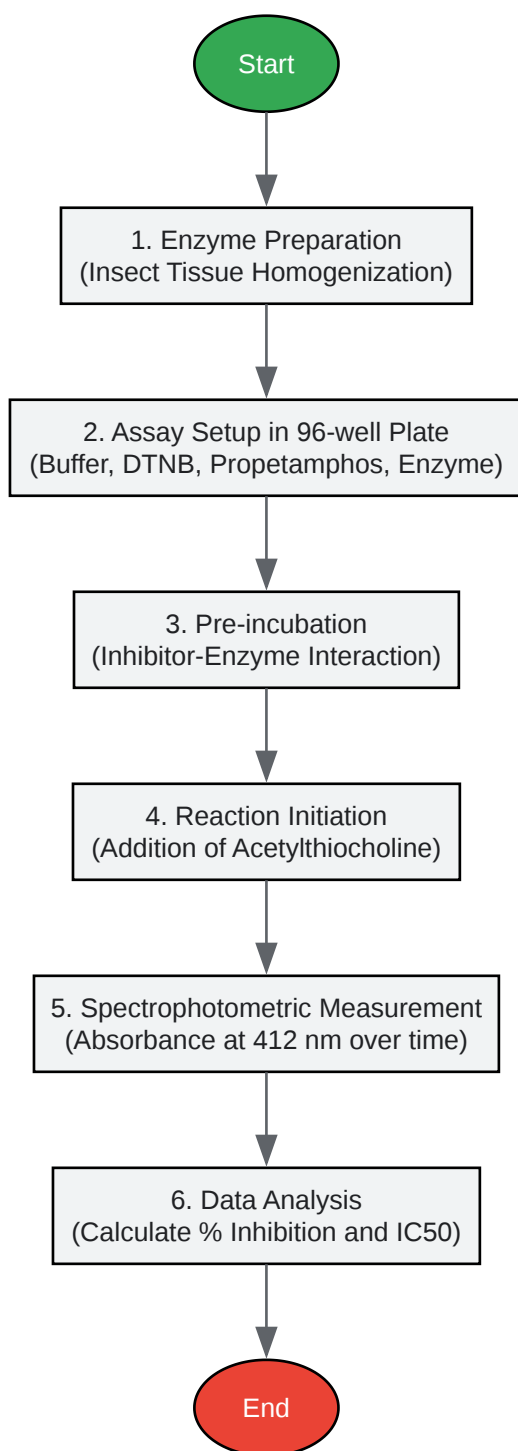 Start
1. Enzyme Preparation
(Insect Tissue Homogenization)
2. Assay Setup in 96-well Plate
(Buffer, DTNB, Propetamphos, Enzyme)
3. Pre-incubation
(Inhibitor-Enzyme Interaction)
4. Reaction Initiation
(Addition of Acetylthiocholine)
5. Spectrophotometric Measurement
(Absorbance at 412 nm over time)
6. Data Analysis
(Calculate % Inhibition and IC50)
End